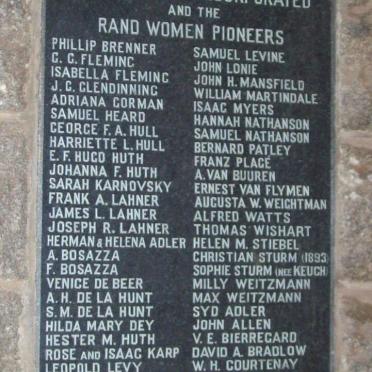 AND THE
RAND WOMEN PIONEERS
PHILLIP BRENNER
C. G. FLEMING
ISABELLA FLEMING
J. C. GLENDINNING
ADRIANA GORMAN
SAMUEL HEARD
GEORGE F. A. HULL
HARRIETTE L. HULL
E. F. HUGO HUTH
JOHANNA F. HUTH
SARAH KARNOVSKY
FRANK A. LAHNER
JAMES L. LAHNER
JOSEPH R. LAHNER
HERMAN & HELENA ADLER
A. BOSAZZA
F. BOSAZZA
VENICE DE BEER
A. H. DE LA HUNT
S. M. DE LA HUNT
HILDA MARY DEY
HESTER M. HUTH
ROSE AND ISAAC KARP
LEOPOLD LEVY
SAMUEL LEVINE
JOHN LONIE
JOHN H. MANSFIELD
WILLIAM MARTINDALE
ISAAC MYERS
HANNAH NATHANSON
SAMUEL NATHANSON
BERNARD PATLEY
FRANZ PLAGÉ
A. VAN BUUREN
ERNEST VAN FLYMEN
AUGUSTA W. WEIGHTMAN
ALFRED WATTS
THOMAS WISHART
HELEN M. STIEBEL
CHRISTIAN STURM (1893)
SOPHIE STURM (NEE KEUCH)
MILLY WEITZMANN
MAX WEITZMANN
SYD ADLER
JOHN ALLEN
V. E. BIERREGARD
DAVID A. BRADLOW
W. H. COURTENAY